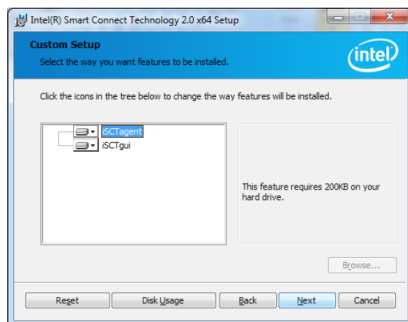 Intel(R) Smart Connect Technology 2.0 x64 Setup
Custom Setup
Select the way you want features to be installed.
intel
Click the icons in the tree below to change the way features will be installed.
iSCTagent
iSCTgui
This feature requires 200KB on your
hard drive.
Browse...
Reset
Disk Usage
Back
Next
Cancel